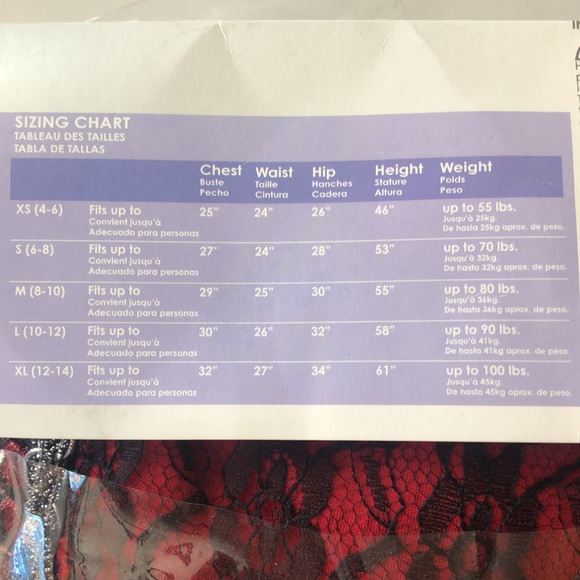 SIZING CHART
TABLEAU DES TAILLES
TABLA DE TALLAS
Chest Waist Hip Height Weight
Buste Taille Hanches Stature Poids
Pecho Cintura Cadera Altura Peso
XS (4-6) Fits up to 25" 24" 26" 46" up to 55 lbs.
Convient jusqu'à Jusqu'à 25kg.
Adecuado para personas De hasta 25kg aprox. de peso.
S (6-8) Fits up to 27" 24" 28" 53" up to 70 lbs.
Convient jusqu'à Jusqu'à 32kg.
Adecuado para personas De hasta 32kg aprox. de peso.
M (8-10) Fits up to 29" 25" 30" 55" up to 80 lbs.
Convient jusqu'à Jusqu'à 36kg.
Adecuado para personas De hasta 36kg aprox. de peso.
L (10-12) Fits up to 30" 26" 32" 58" up to 90 lbs.
Convient jusqu'à Jusqu'à 41kg.
Adecuado para personas De hasta 41kg aprox. de peso.
XL (12-14) Fits up to 32" 27" 34" 61" up to 100 lbs.
Convient jusqu'à Jusqu'à 45kg.
Adecuado para personas De hasta 45kg aprox. de peso.